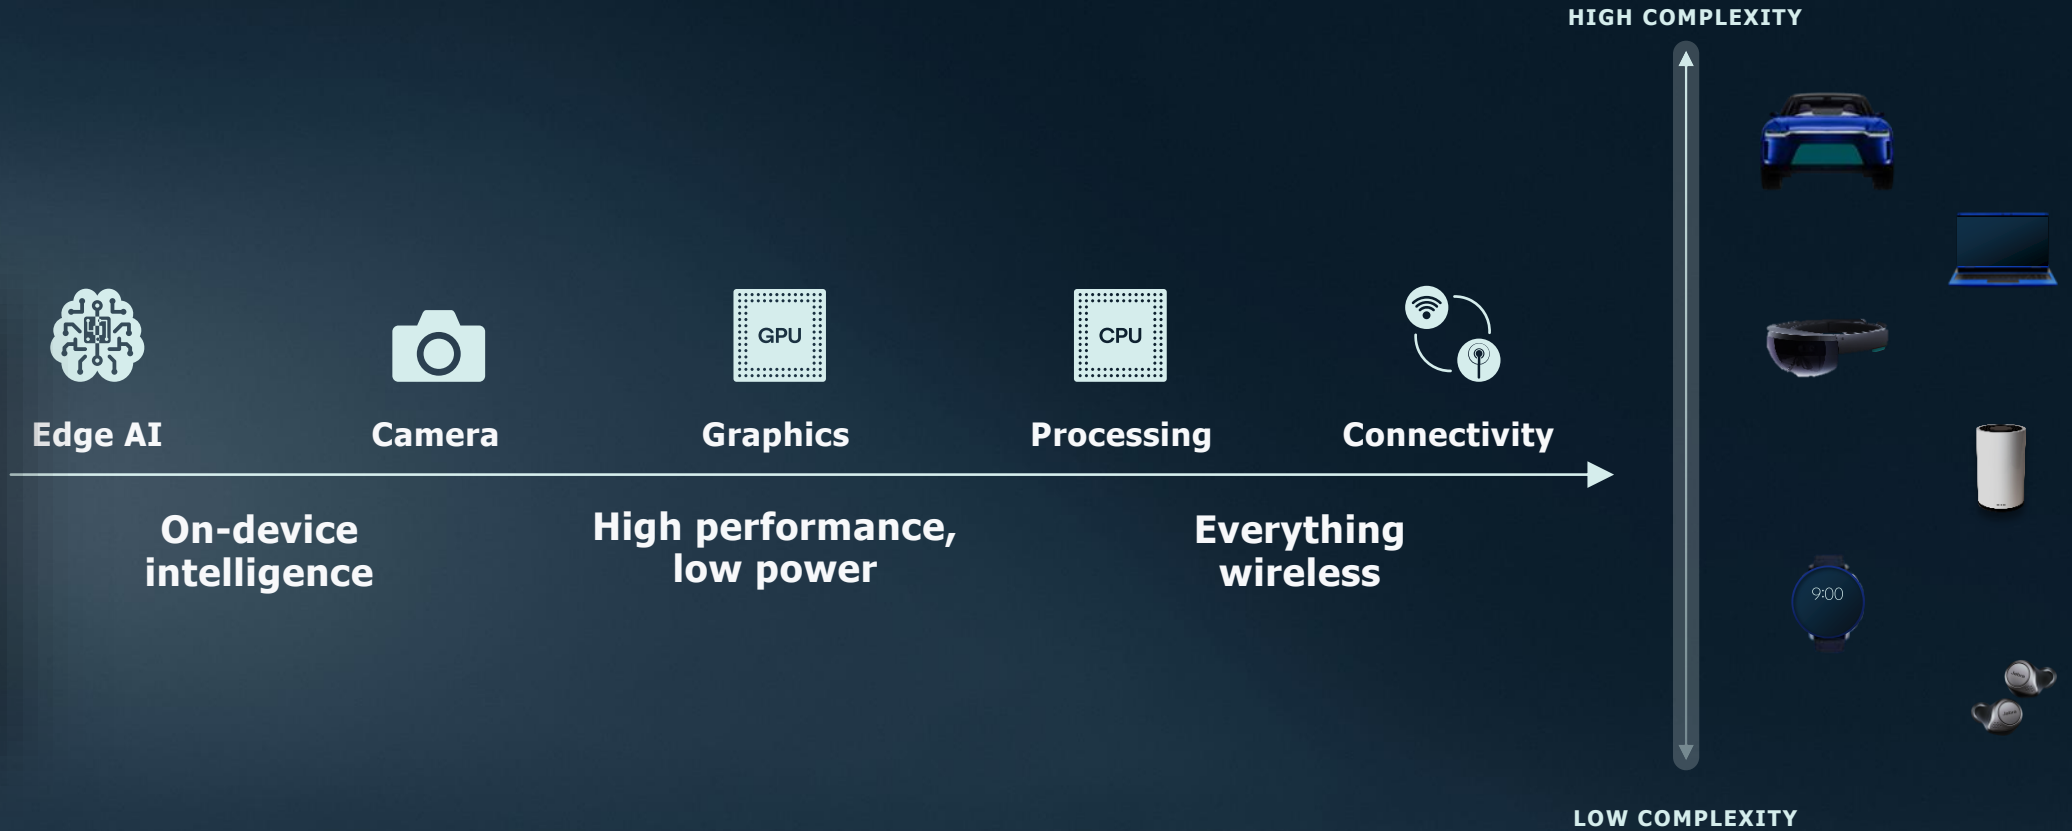 HIGH COMPLEXITY
GPU
CPU
Edge AI
Camera
Graphics
Processing
Connectivity
On-device
intelligence
High performance,
low power
Everything
wireless
9:00
LOW COMPLEXITY